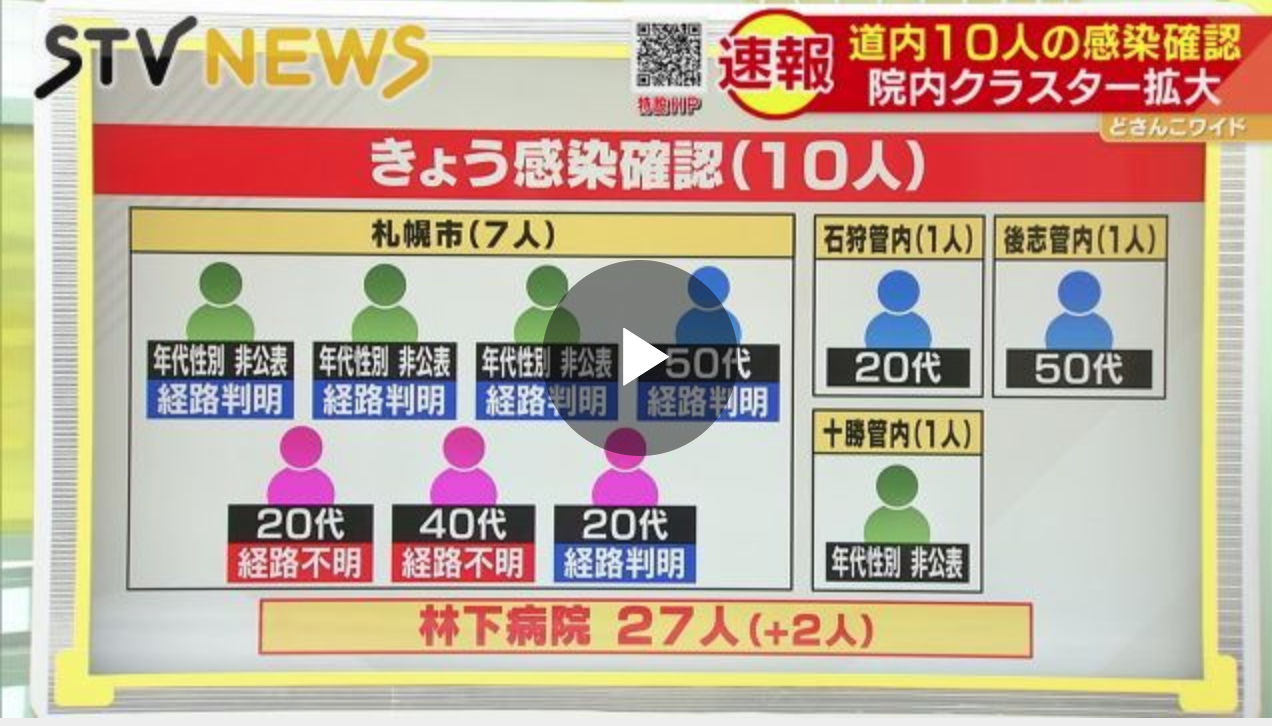 STV NEWS
特設HP
速報
道内10人の感染確認
院内クラスター拡大
どさんこワイド
きょう感染確認(10人)
札幌市(7人)
年代性別 非公表
経路判明
年代性別 非公表
経路判明
年代性別 非公表
経路判明
50代
経路判明
20代
経路不明
40代
経路不明
20代
経路判明
石狩管内(1人)
20代
後志管内(1人)
50代
十勝管内(1人)
年代性別 非公表
林下病院 27人(+2人)